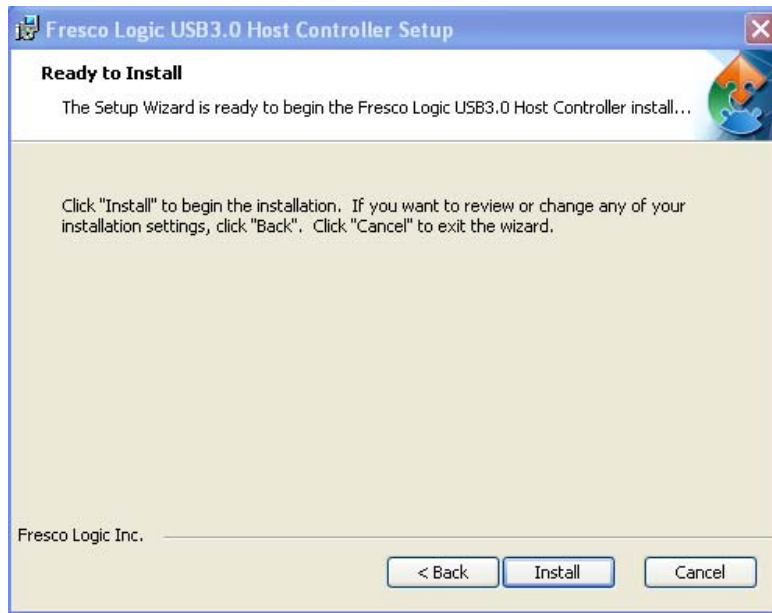 Fresco Logic USB3.0 Host Controller Setup
Ready to Install
The Setup Wizard is ready to begin the Fresco Logic USB3.0 Host Controller install...
Click "Install" to begin the installation. If you want to review or change any of your
installation settings, click "Back". Click "Cancel" to exit the wizard.
Fresco Logic Inc.
< Back Install Cancel